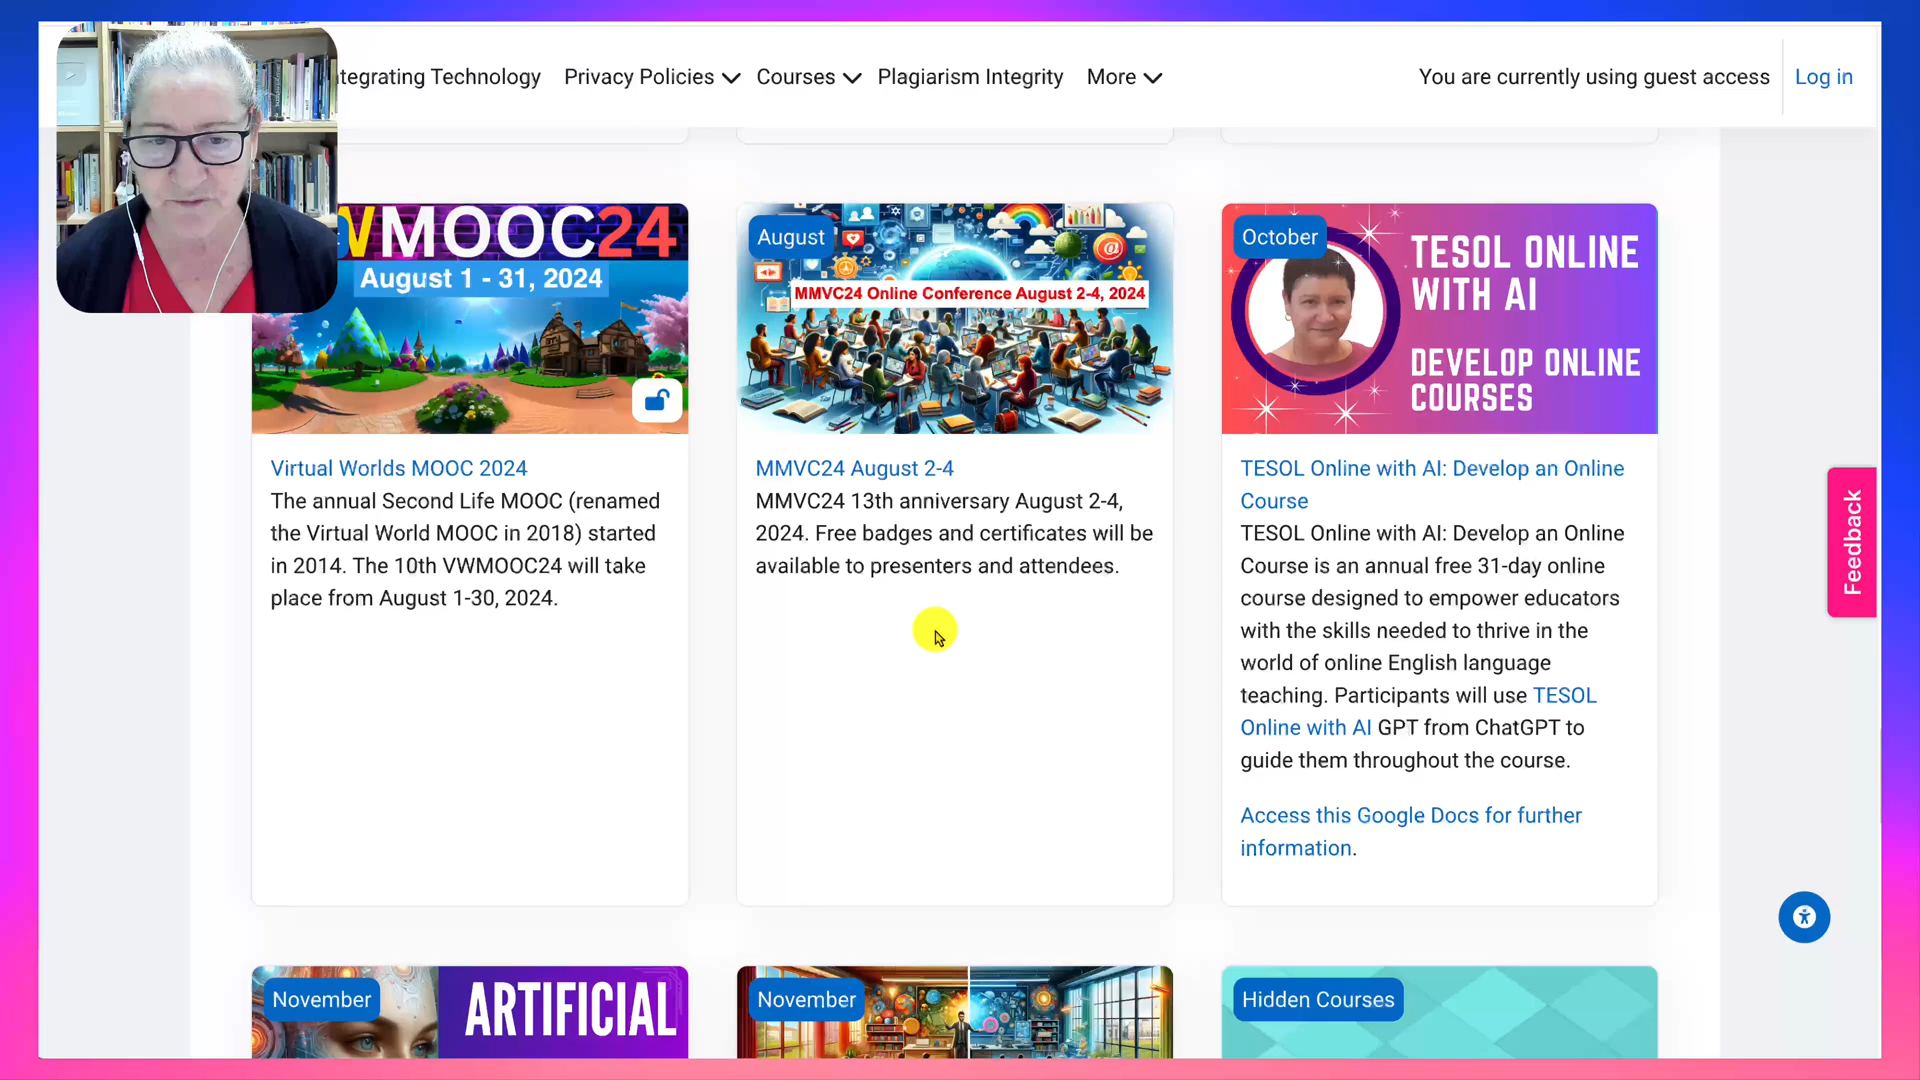 tegrating Technology
Privacy Policies
Courses
Plagiarism Integrity
More
You are currently using guest access
Log in
WMOOC24
August 1 - 31, 2024
August
MMVC24 Online Conference August 2-4, 2024
October
TESOL ONLINE
WITH AI
DEVELOP ONLINE
COURSES
Virtual Worlds MOOC 2024
The annual Second Life MOOC (renamed
the Virtual World MOOC in 2018) started
in 2014. The 10th VWMOOC24 will take
place from August 1-30, 2024.
MMVC24 August 2-4
MMVC24 13th anniversary August 2-4,
2024. Free badges and certificates will be
available to presenters and attendees.
TESOL Online with AI: Develop an Online
Course
TESOL Online with AI: Develop an Online
Course is an annual free 31-day online
course designed to empower educators
with the skills needed to thrive in the
world of online English language
teaching. Participants will use TESOL
Online with AI GPT from ChatGPT to
guide them throughout the course.
Access this Google Docs for further
information.
Feedback
November
ARTIFICIAL
November
Hidden Courses